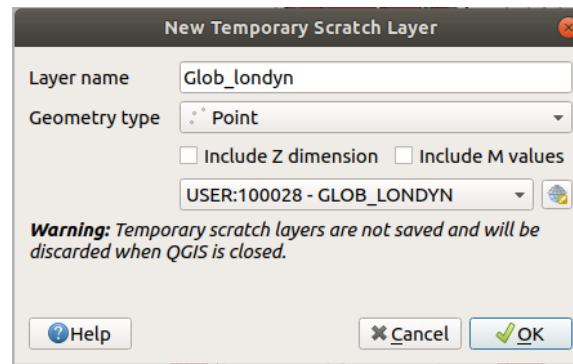 New Temporary Scratch Layer
Layer name Glob_londyn
Geometry type Point
Include Z dimension Include M values
USER:100028 - GLOB_LONDYN
Warning: Temporary scratch layers are not saved and will be
discarded when QGIS is closed.
Help Cancel OK